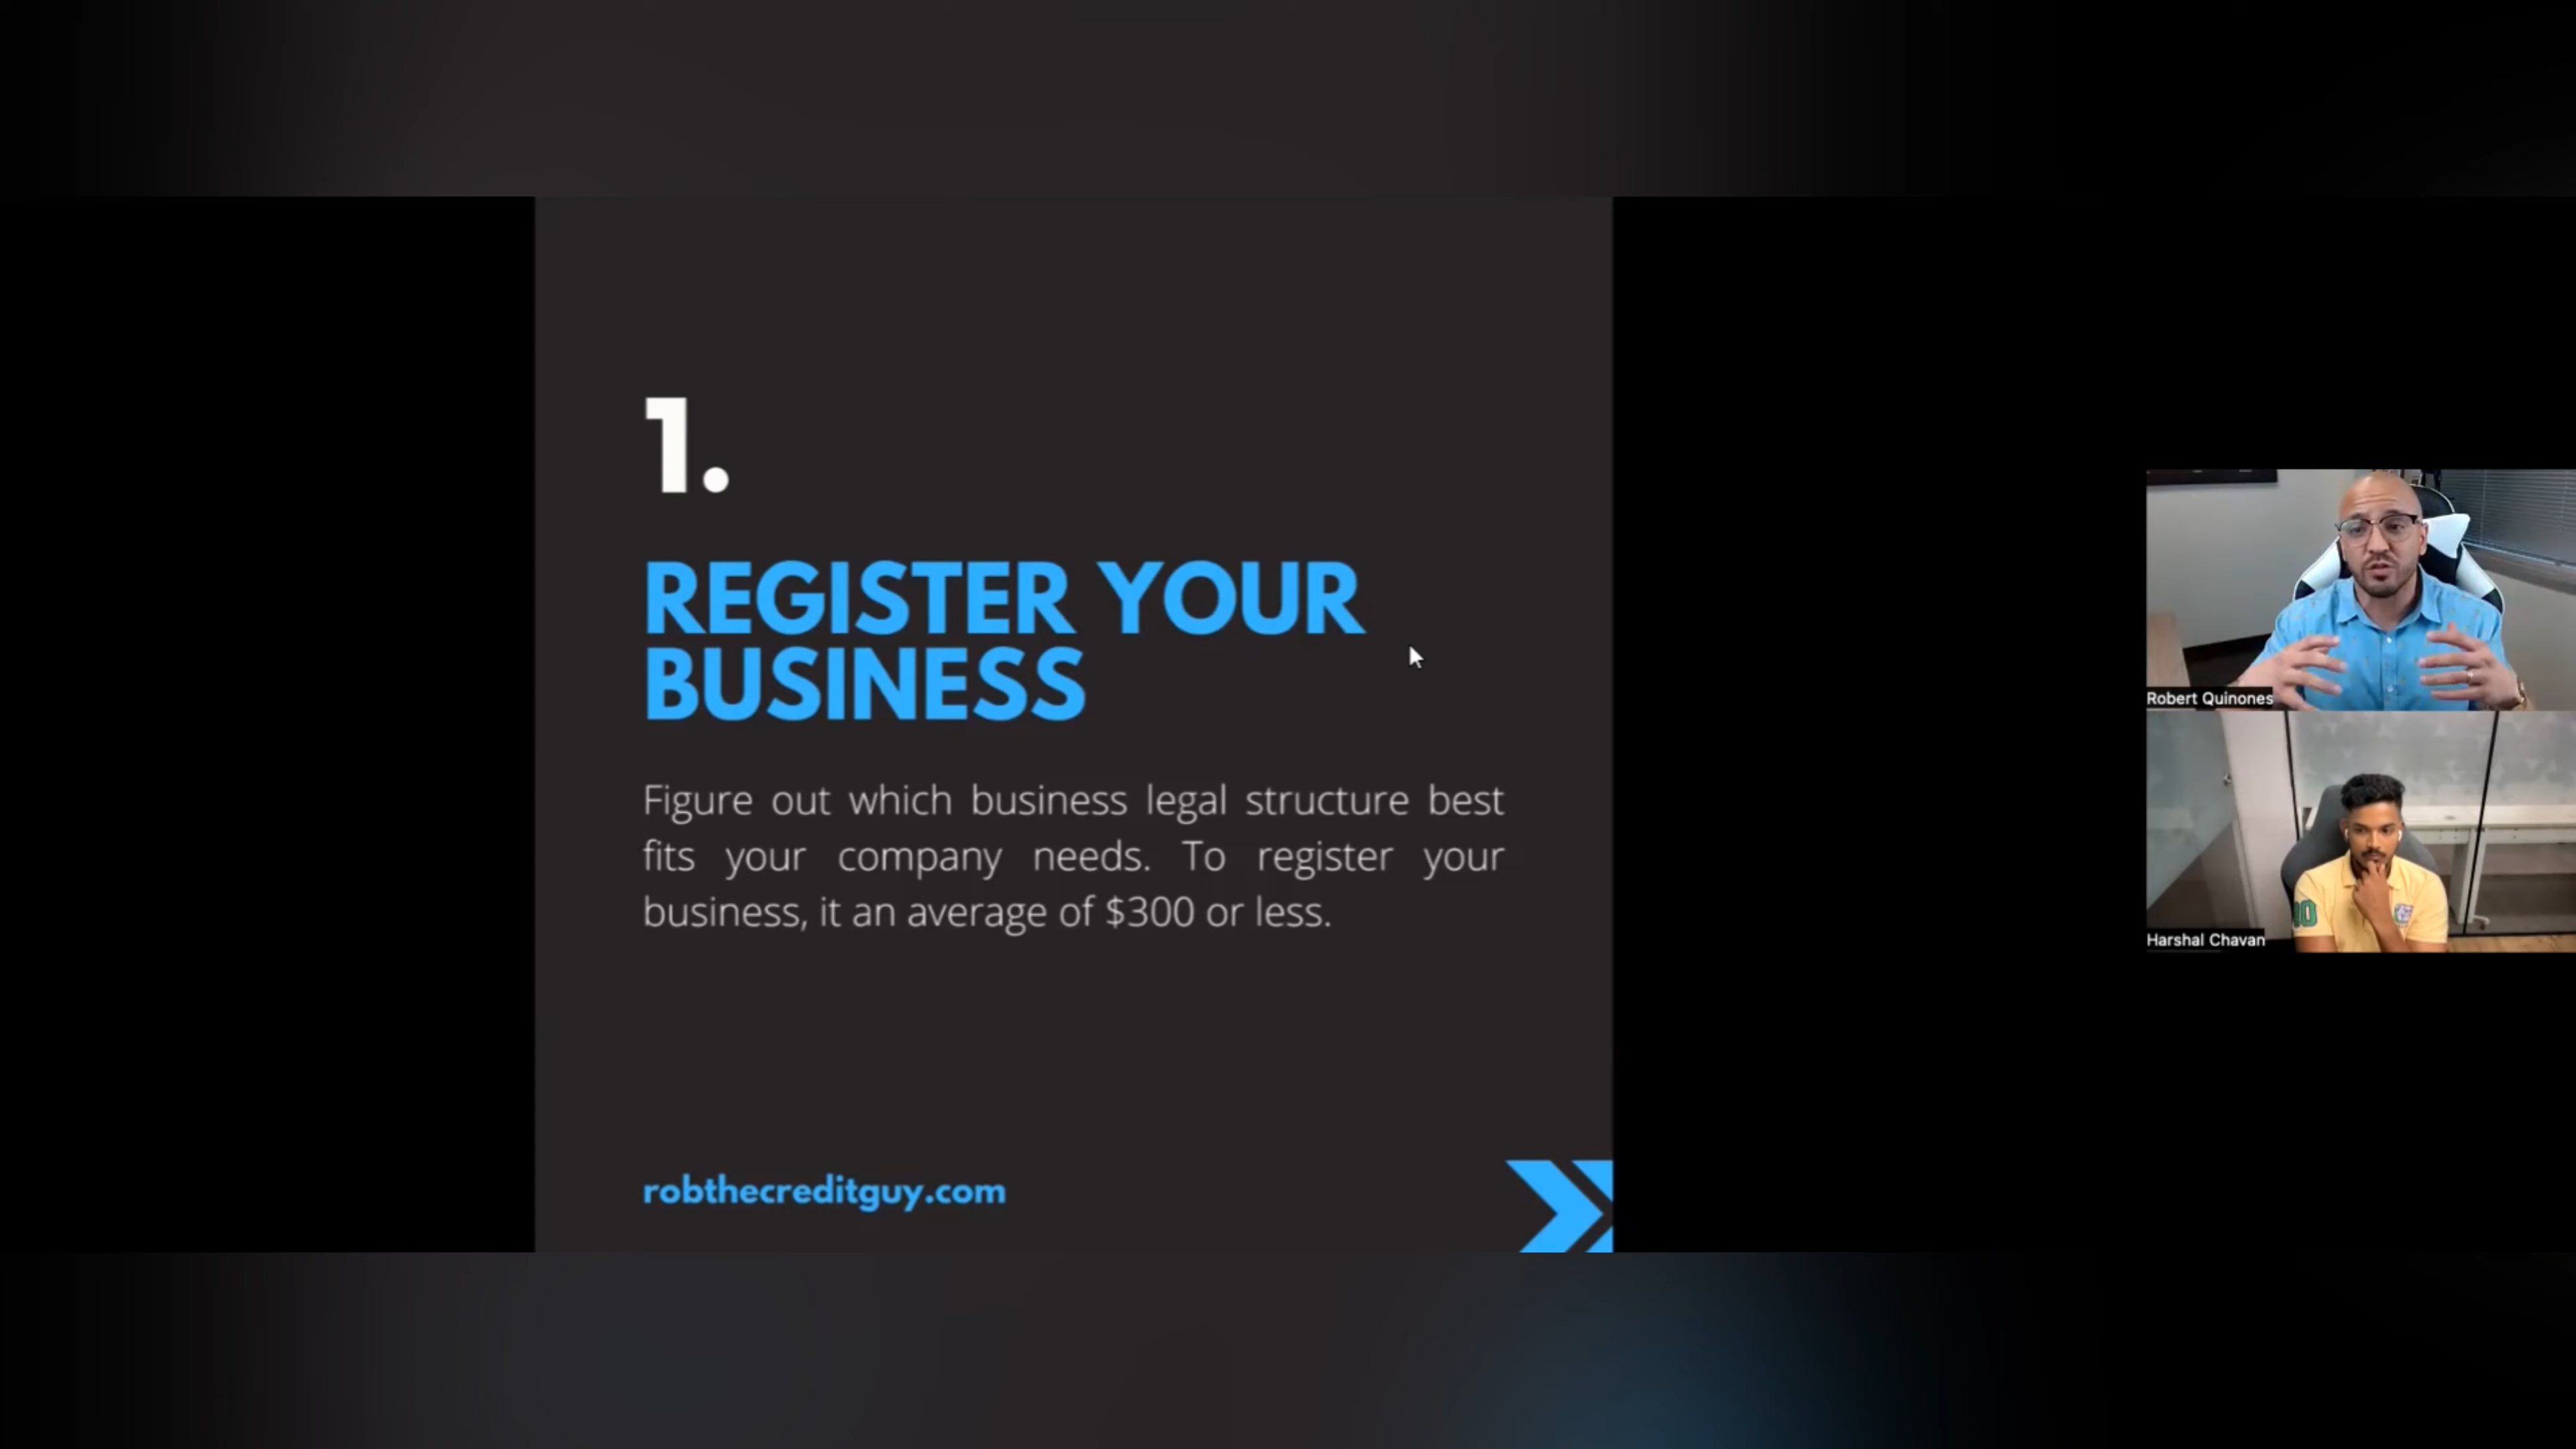 1.
REGISTER YOUR
BUSINESS
Figure out which business legal structure best
fits your company needs. To register your
business, it an average of $300 or less.
robthecreditguy.com
Robert Quinones
Harshal Chavan